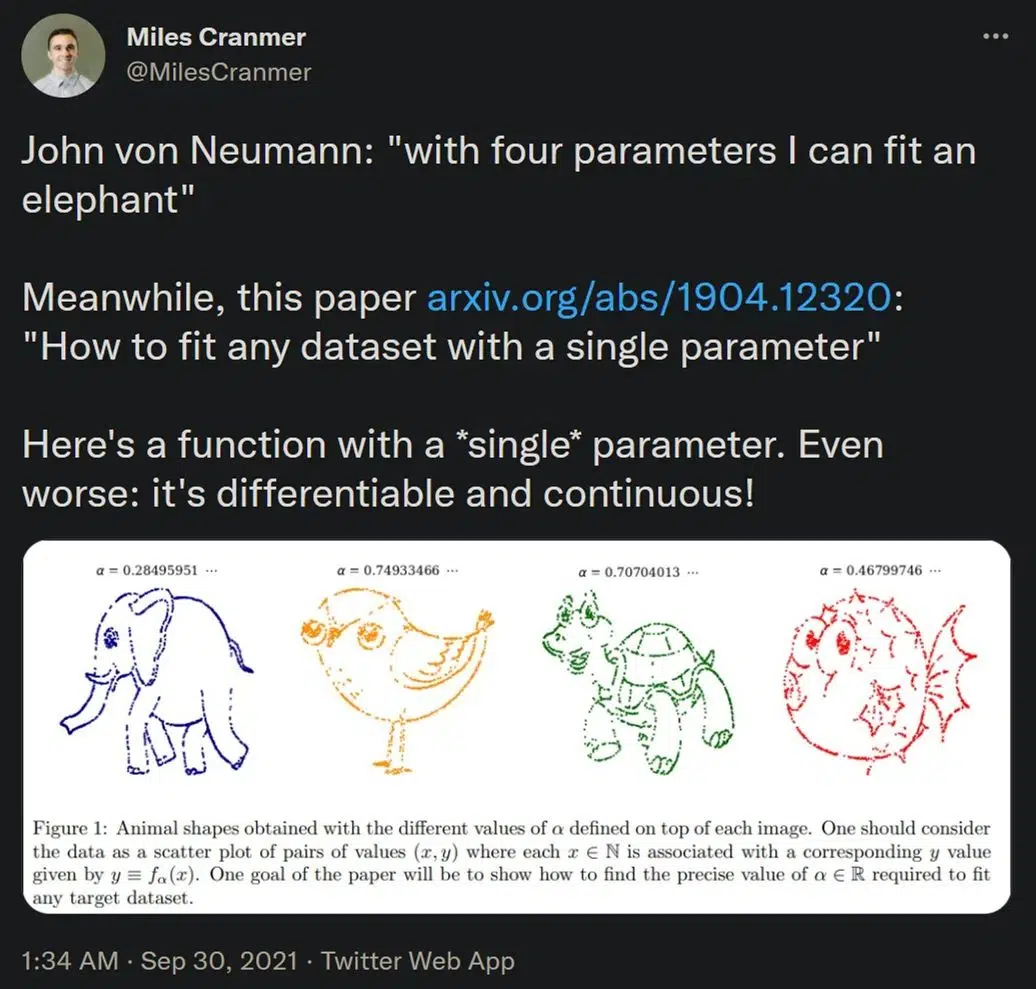 Miles Cranmer
@MilesCranmer
John von Neumann: "with four parameters I can fit an
elephant"
Meanwhile, this paper arxiv.org/abs/1904.12320:
"How to fit any dataset with a single parameter"
Here's a function with a *single* parameter. Even
worse: it's differentiable and continuous!
α = 0.28495951 ···
α = 0.74933466 ···
α = 0.70704013 ···
α = 0.46799746 ···
Figure 1: Animal shapes obtained with the different values of α defined on top of each image. One should consider
the data as a scatter plot of pairs of values (x, y) where each x ∈ ℕ is associated with a corresponding y value
given by y ≡ fα(x). One goal of the paper will be to show how to find the precise value of α ∈ ℝ required to fit
any target dataset.
1:34 AM · Sep 30, 2021 · Twitter Web App